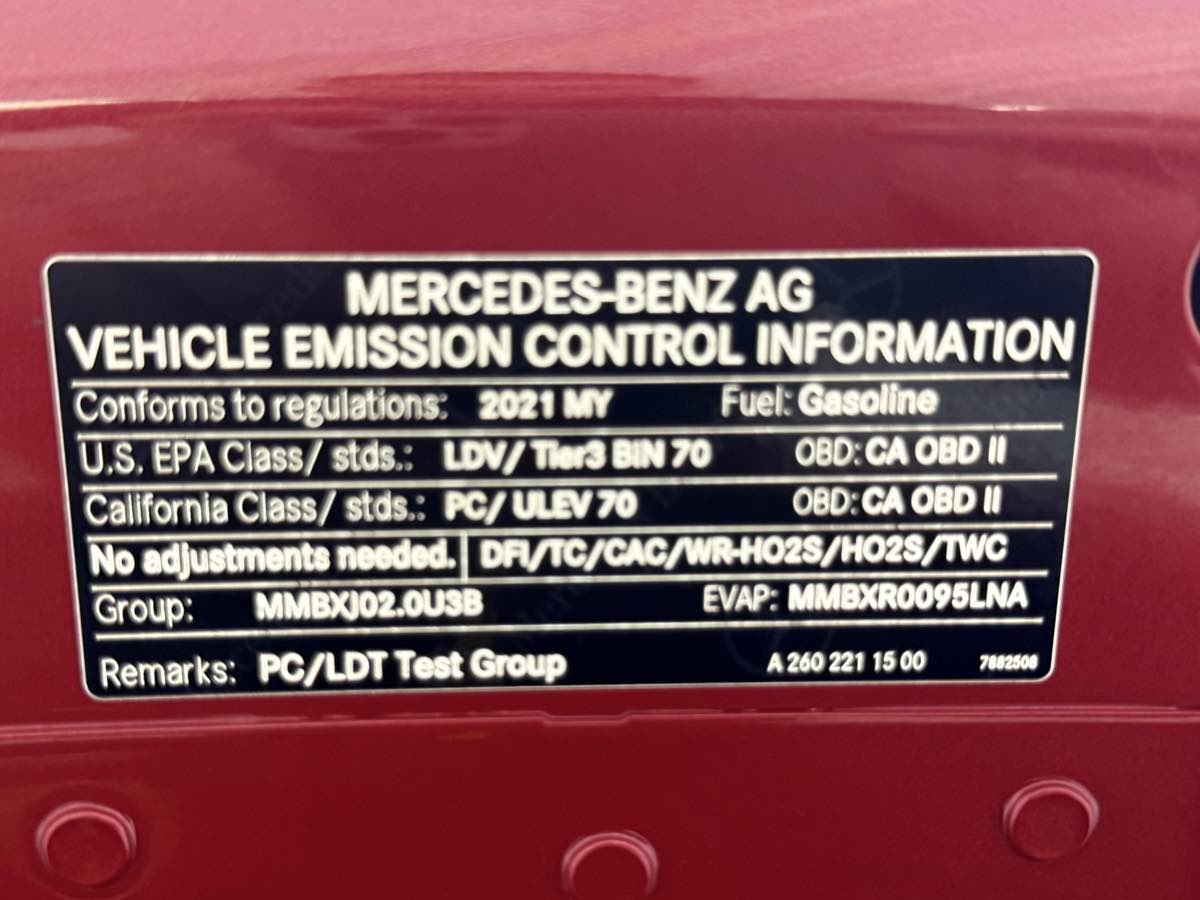 MERCEDES-BENZ AG
VEHICLE EMISSION CONTROL INFORMATION
Conforms to regulations: 2021 MY Fuel: Gasoline
U.S. EPA Class/ stds.: LDV/ Tier3 BIN 70 OBD: CA OBD II
California Class/ stds.: PC/ ULEV 70 OBD: CA OBD II
No adjustments needed. DFI/TC/CAC/WR-HO2S/HO2S/TWC
Group: MMBXJ02.0U3B EVAP: MMBXR0095LNA
Remarks: PC/LDT Test Group A 260 221 15 00 7882508